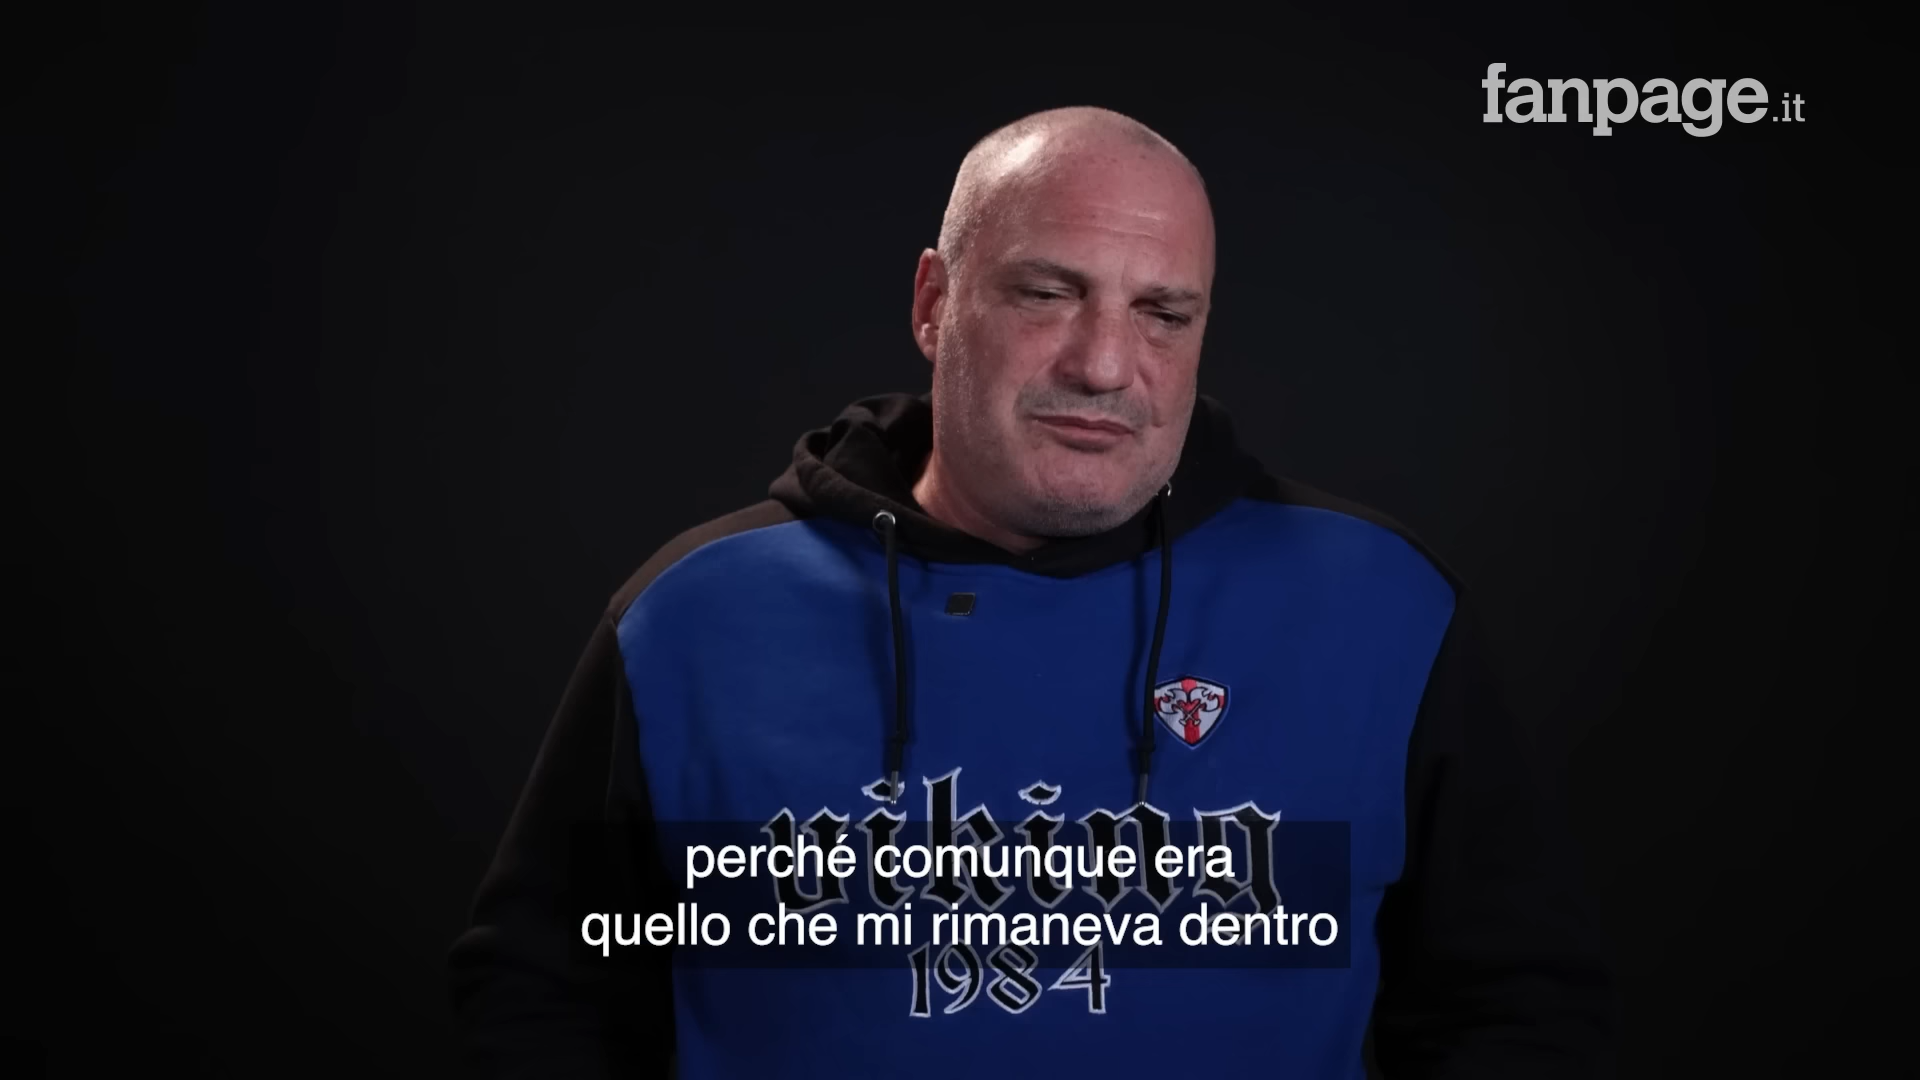 fanpage.it
viking
perché comunque era
quello che mi rimaneva dentro
1984